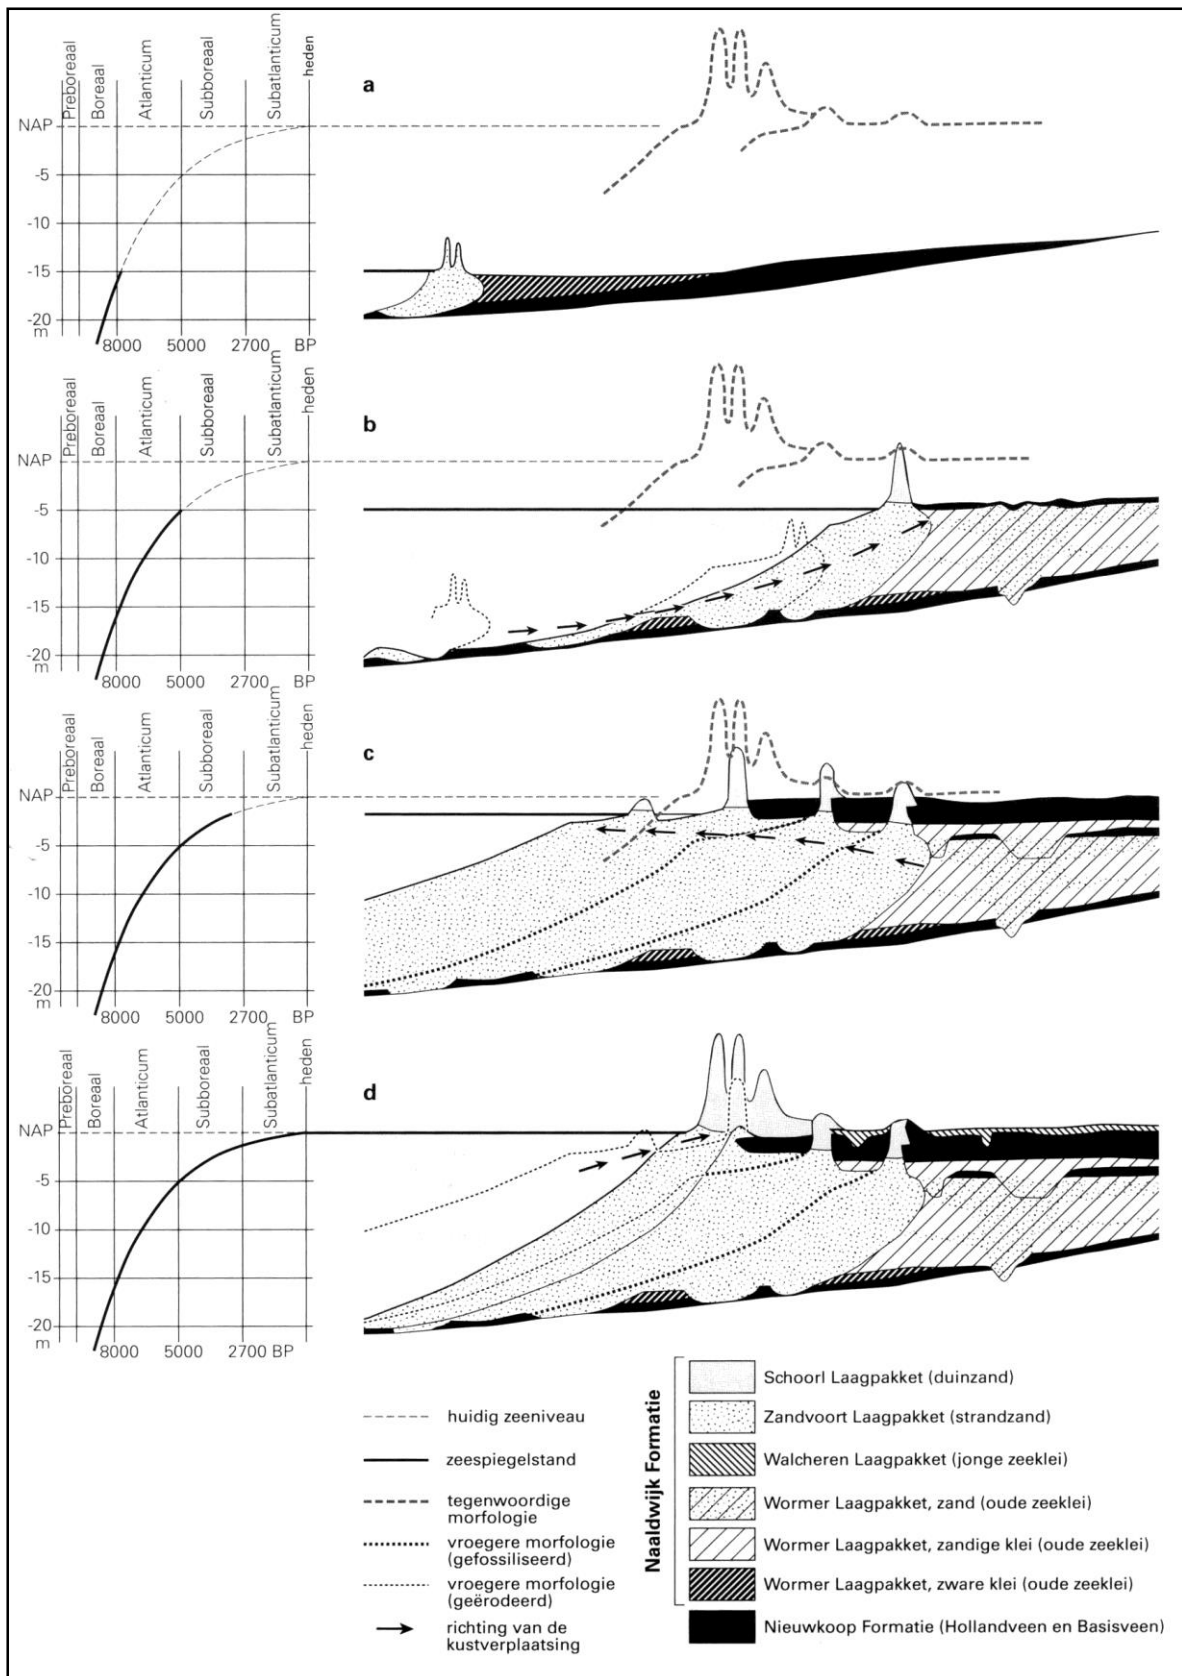 Preboreaal
Boreaal
Atlanticum
Subboreaal
Subatlanticum
heden
a
NAP
-5
-10
-15
-20
m
8000 5000 2700 BP
Preboreaal
Boreaal
Atlanticum
Subboreaal
Subatlanticum
heden
b
NAP
-5
-10
-15
-20
m
8000 5000 2700 BP
Preboreaal
Boreaal
Atlanticum
Subboreaal
Subatlanticum
heden
c
NAP
-5
-10
-15
-20
m
8000 5000 2700 BP
Preboreaal
Boreaal
Atlanticum
Subboreaal
Subatlanticum
heden
d
NAP
-5
-10
-15
-20
m
8000 5000 2700 BP
huidig zeeniveau
zeespiegelstand
tegenwoordige
morfologie
vroegere morfologie
(gefossiliseerd)
vroegere morfologie
(geërodeerd)
richting van de
kustverplaatsing
Naaldwijk Formatie
Schoorl Laagpakket (duinzand)
Zandvoort Laagpakket (strandzand)
Walcheren Laagpakket (jonge zeeklei)
Wormer Laagpakket, zand (oude zeeklei)
Wormer Laagpakket, zandige klei (oude zeeklei)
Wormer Laagpakket, zware klei (oude zeeklei)
Nieuwkoop Formatie (Hollandveen en Basisveen)